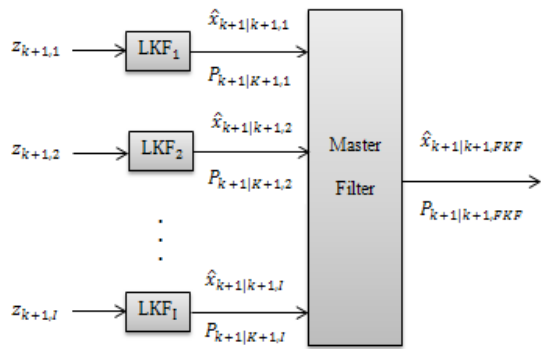 z_{k+1,1}
LKF_1
x̂_{k+1|k+1,1}
P_{k+1|K+1,1}
z_{k+1,2}
LKF_2
x̂_{k+1|k+1,2}
P_{k+1|K+1,2}
Master
Filter
x̂_{k+1|k+1,FKF}
P_{k+1|k+1,FKF}
.
.
.
z_{k+1,I}
LKF_I
x̂_{k+1|k+1,I}
P_{k+1|K+1,I}